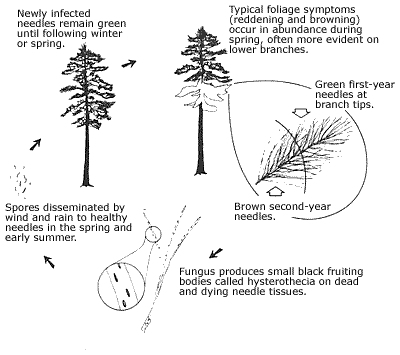 Newly infected
needles remain green
until following winter
or spring.
Typical foliage symptoms
(reddening and browning)
occur in abundance during
spring, often more evident on
lower branches.
Green first-year
needles at
branch tips.
Brown second-year
needles.
Fungus produces small black fruiting
bodies called hysterothecia on dead
and dying needle tissues.
Spores disseminated by
wind and rain to healthy
needles in the spring and
early summer.